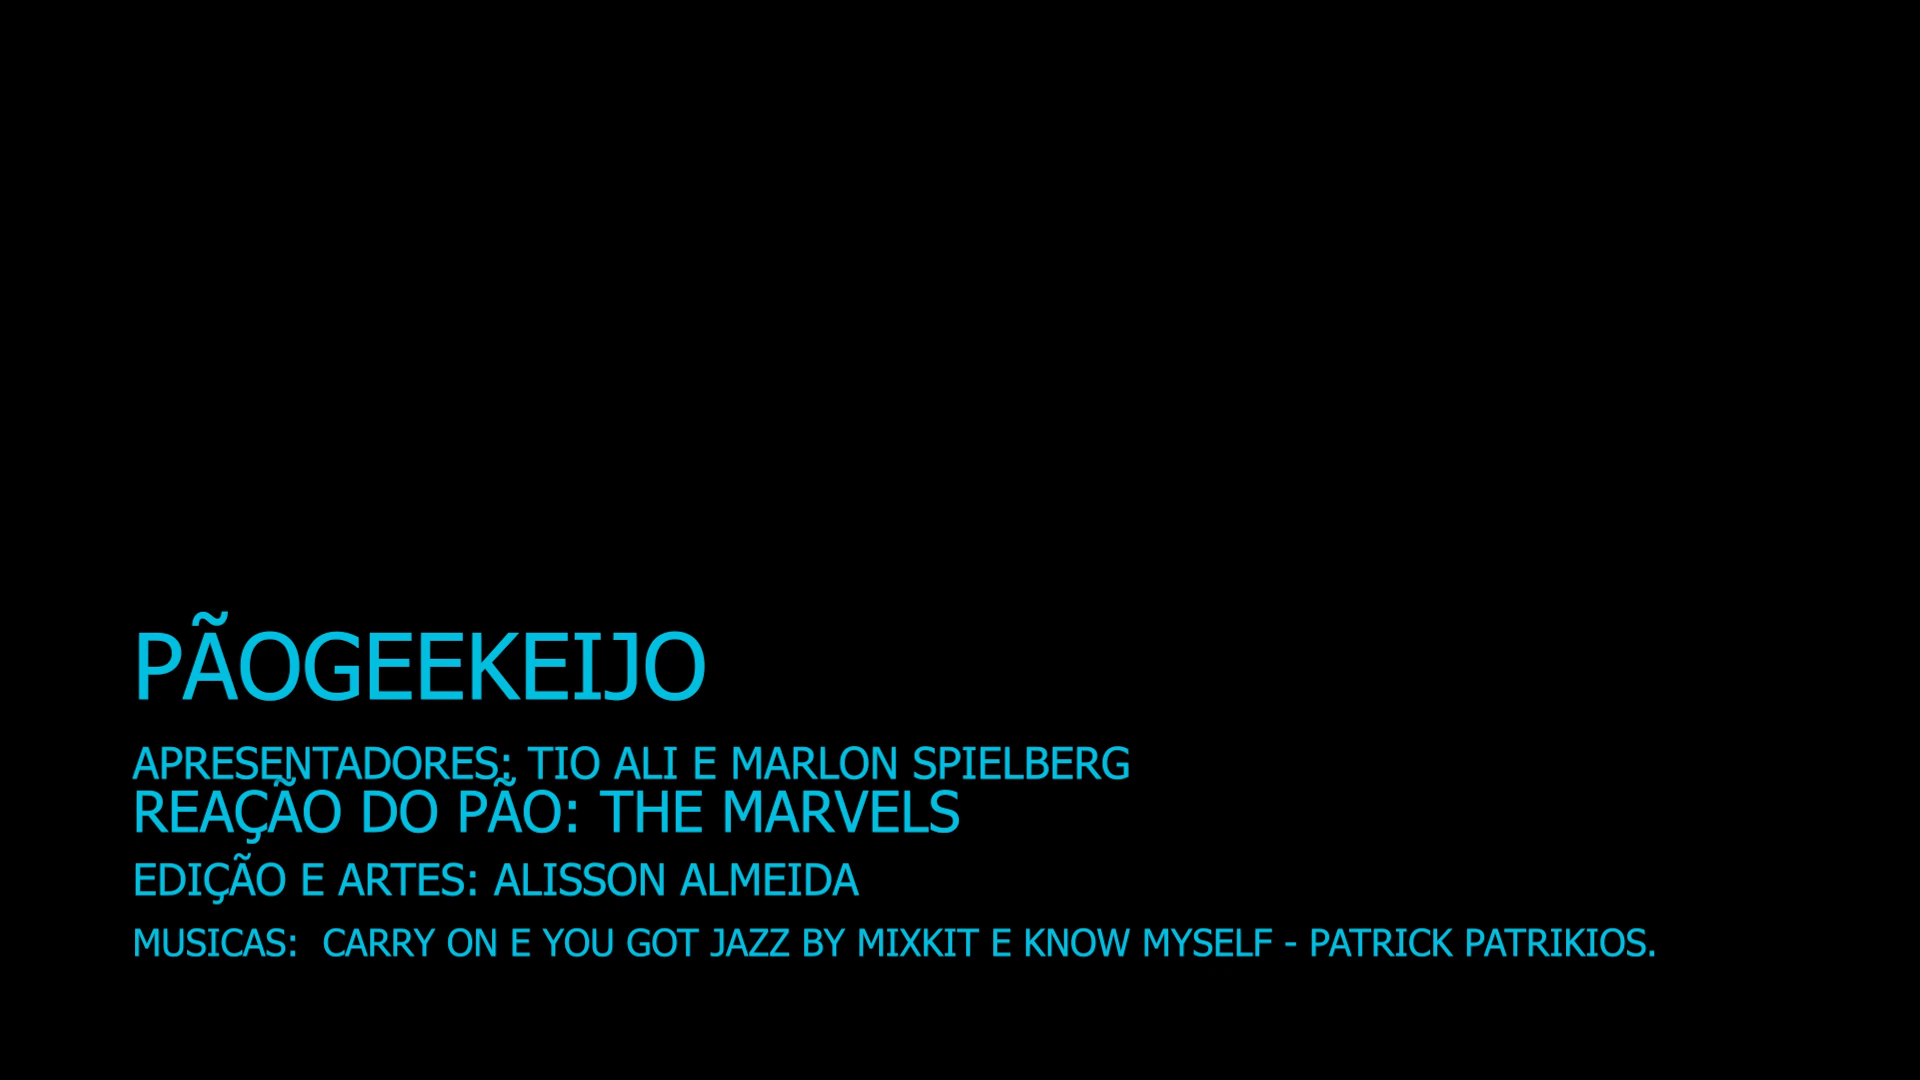 PÃOGEEKEIJO
APRESENTADORES: TIO ALI E MARLON SPIELBERG
REAÇÃO DO PÃO: THE MARVELS
EDIÇÃO E ARTES: ALISSON ALMEIDA
MUSICAS: CARRY ON E YOU GOT JAZZ BY MIXKIT E KNOW MYSELF - PATRICK PATRIKIOS.